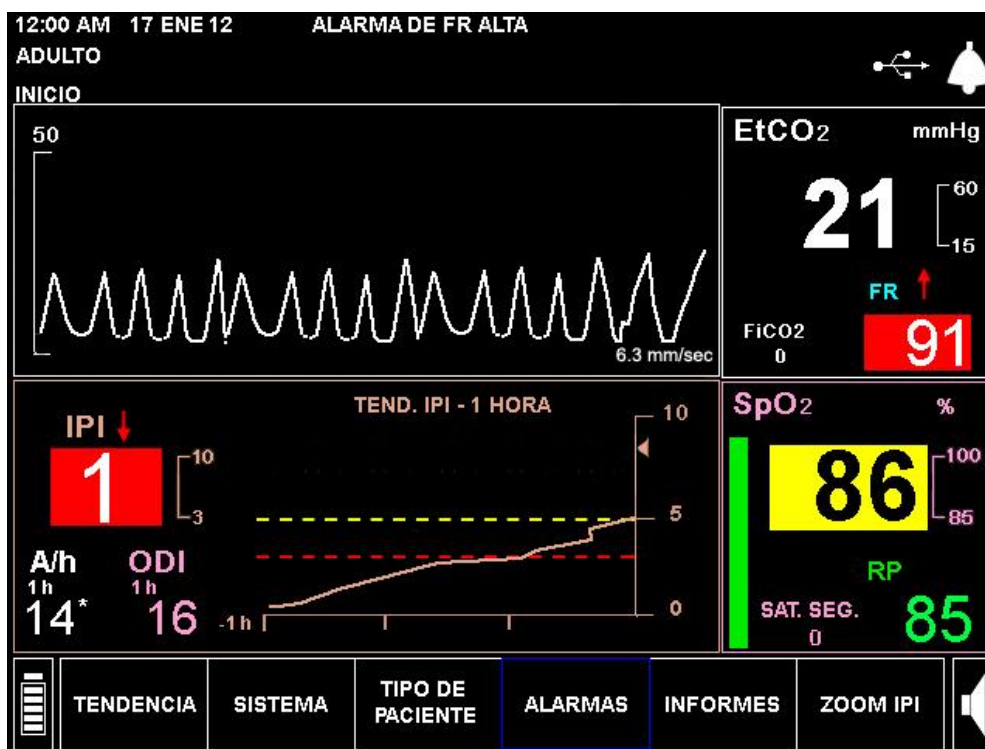 12:00 AM 17 ENE 12 ALARMA DE FR ALTA
ADULTO
INICIO
50
6.3 mm/sec
EtCO2 mmHg
21
60
15
FR
91
FiCO2
0
IPI
1
10
3
A/h
1 h
14*
ODI
1 h
16
TEND. IPI - 1 HORA
10
5
0
-1 h
SpO2 %
86
100
85
RP
85
SAT. SEG.
0
TENDENCIA
SISTEMA
TIPO DE
PACIENTE
ALARMAS
INFORMES
ZOOM IPI